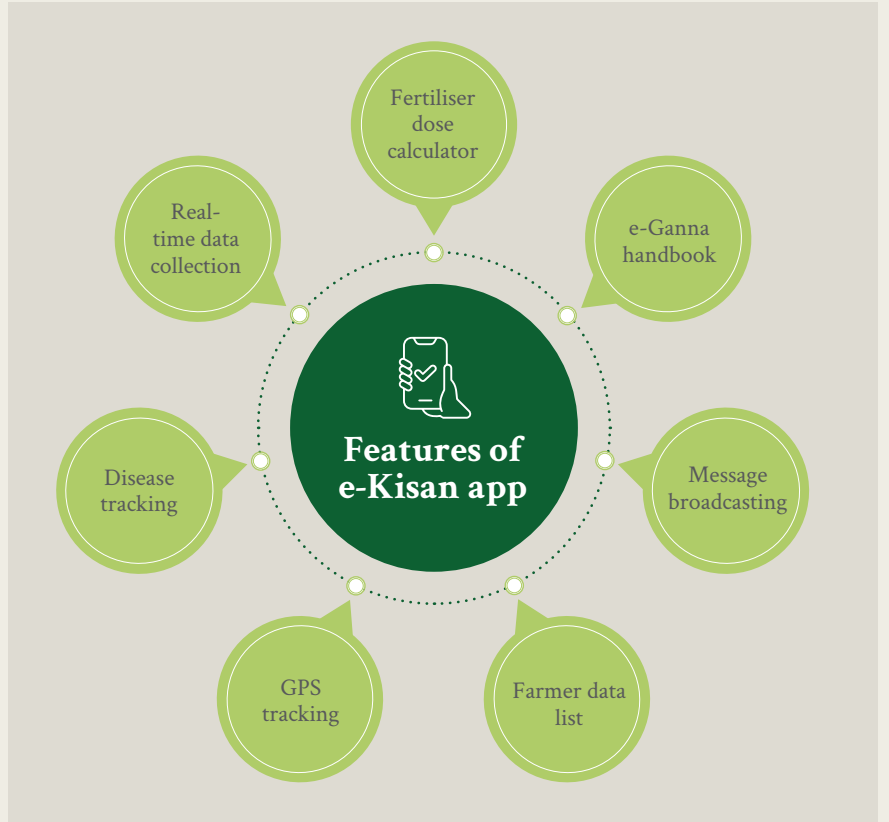 Fertiliser
dose
calculator
e-Ganna
handbook
Message
broadcasting
Farmer data
list
GPS
tracking
Disease
tracking
Real-
time data
collection
Features of
e-Kisan app